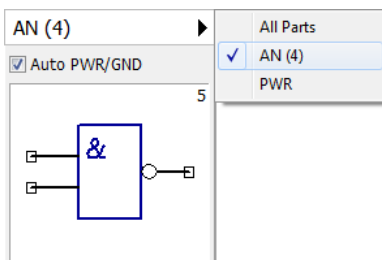 AN (4)
All Parts
AN (4)
PWR
Auto PWR/GND
5
&